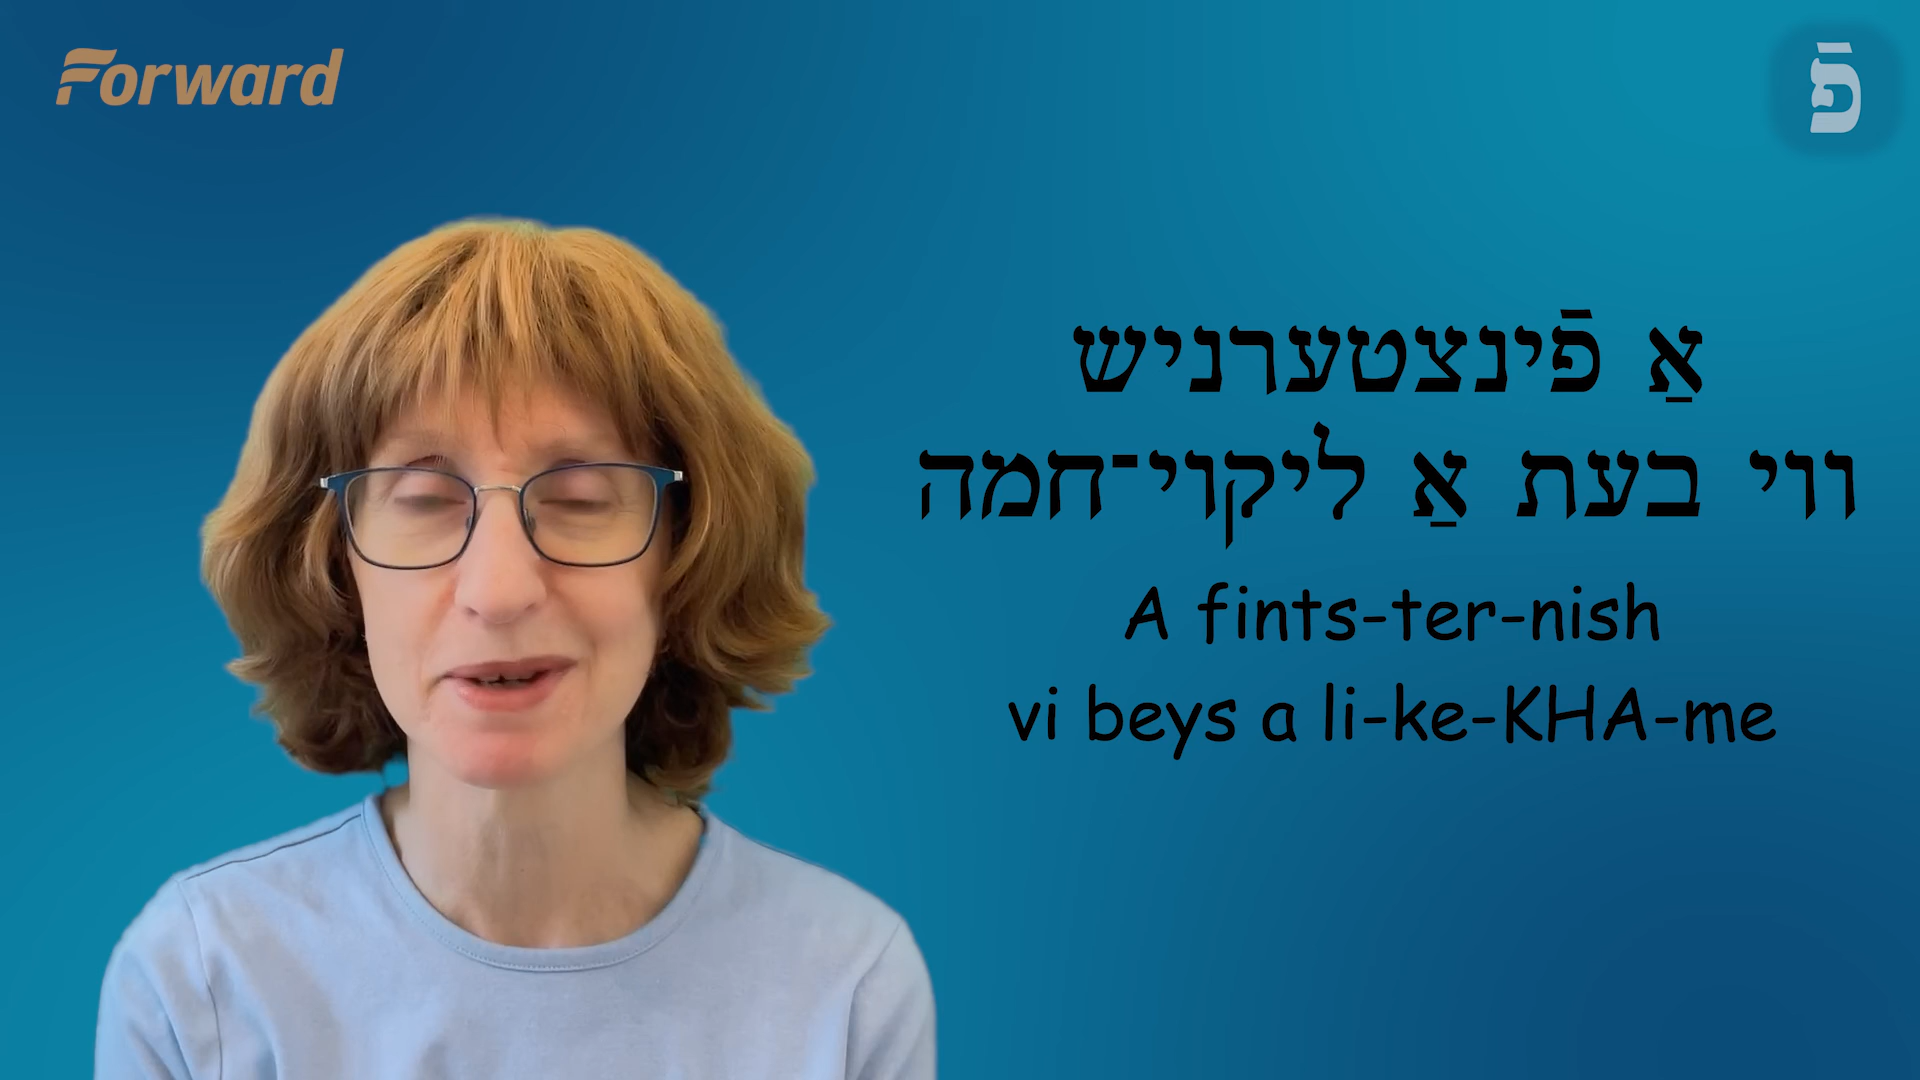 Forward
פֿ
אַ פֿינצטערניש
ווי בעת אַ ליקוי־חמה
A fints-ter-nish
vi beys a li-ke-KHA-me